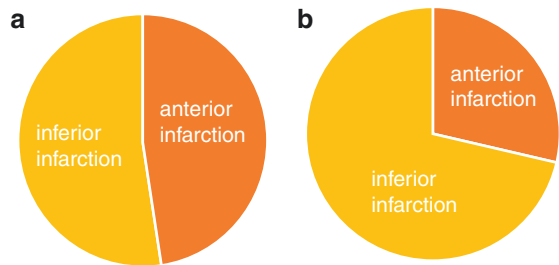 a
inferior
infarction
anterior
infarction
b
anterior
infarction
inferior
infarction